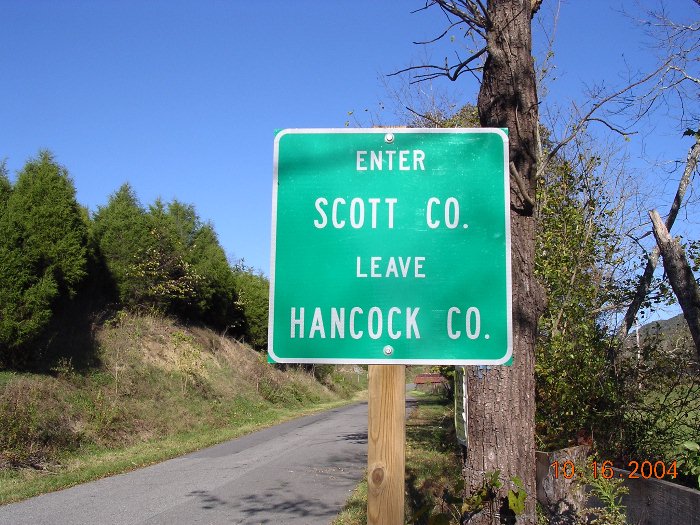 ENTER
SCOTT CO.
LEAVE
HANCOCK CO.
10 16 2004